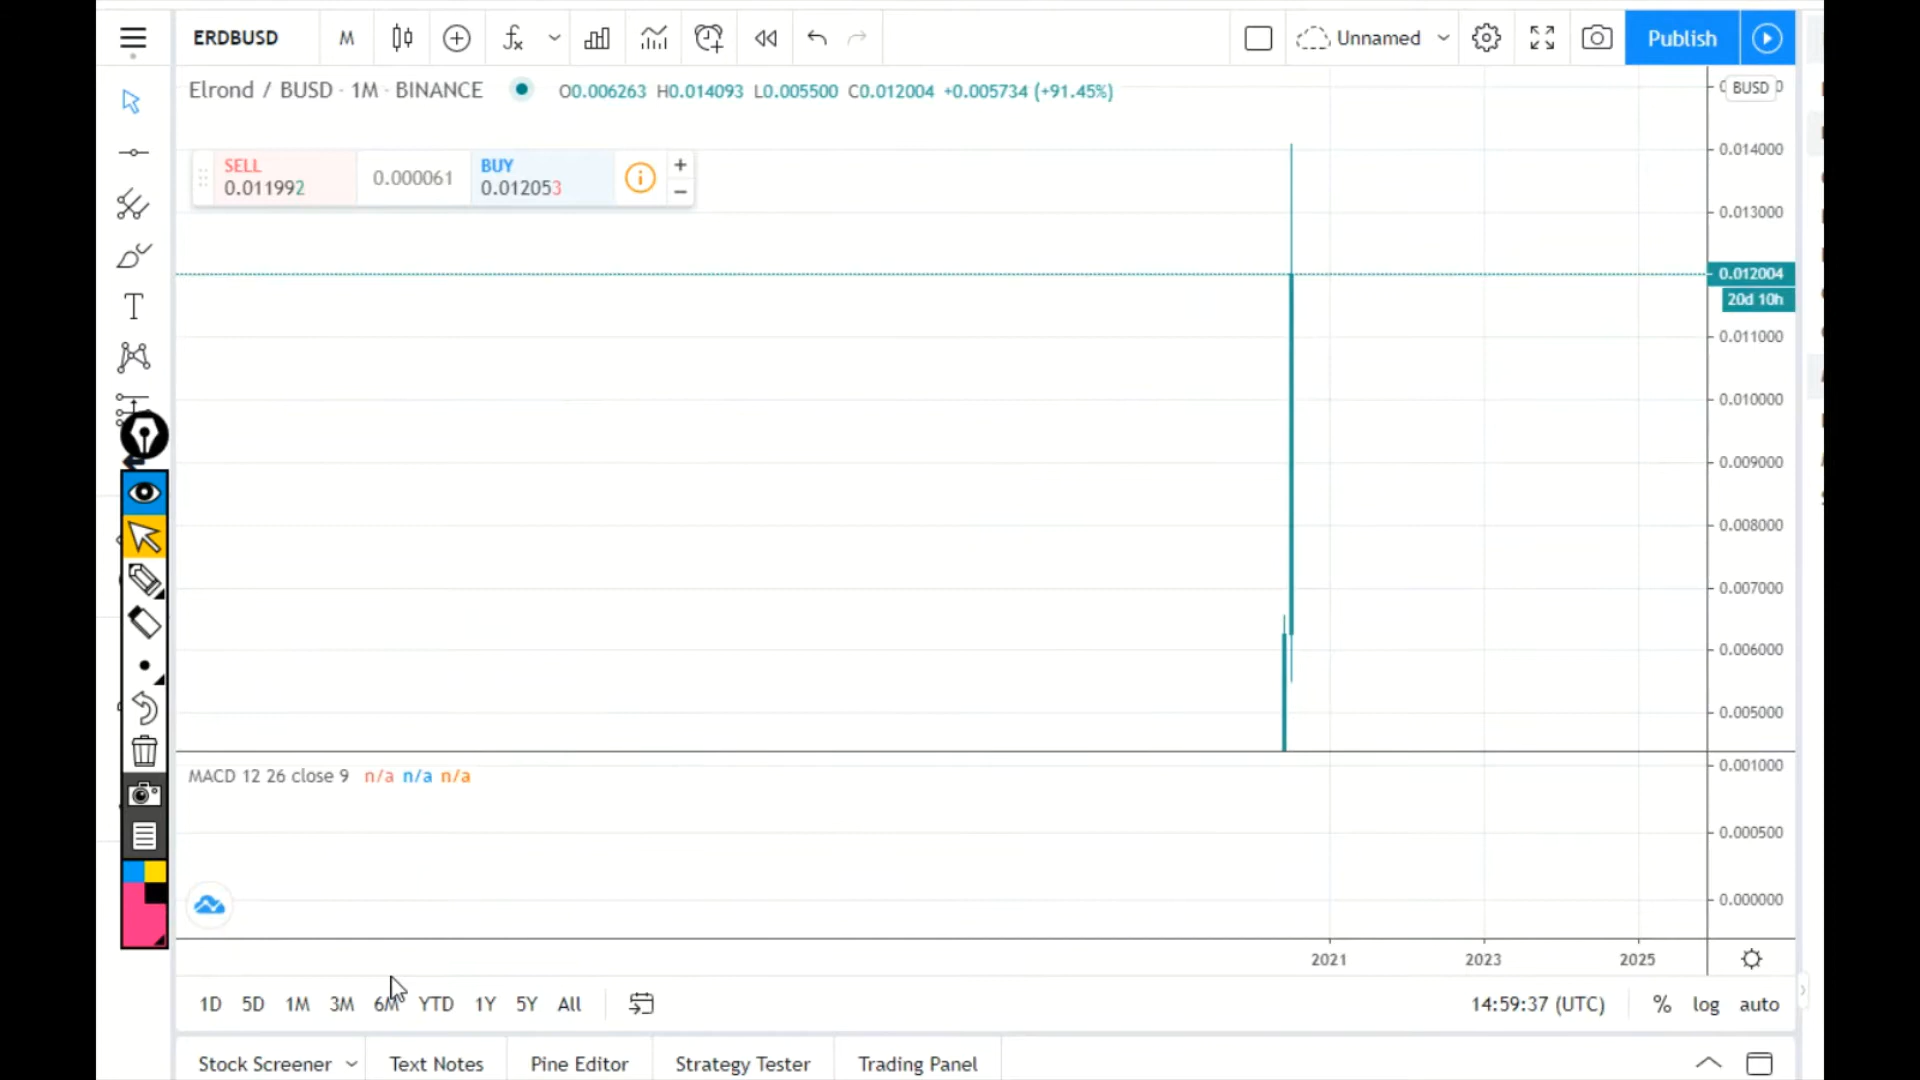 ERDBUSD M fx Unnamed Publish
Elrond / BUSD · 1M · BINANCE O0.006263 H0.014093 L0.005500 C0.012004 +0.005734 (+91.45%)
BUSD
SELL
0.011992
0.000061
BUY
0.012053
0.014000
0.013000
0.012004
20d 10h
0.011000
0.010000
0.009000
0.008000
0.007000
0.006000
0.005000
MACD 12 26 close 9 n/a n/a n/a
0.001000
0.000500
0.000000
2021 2023 2025
1D 5D 1M 3M 6M YTD 1Y 5Y All 14:59:37 (UTC) % log auto
Stock Screener Text Notes Pine Editor Strategy Tester Trading Panel